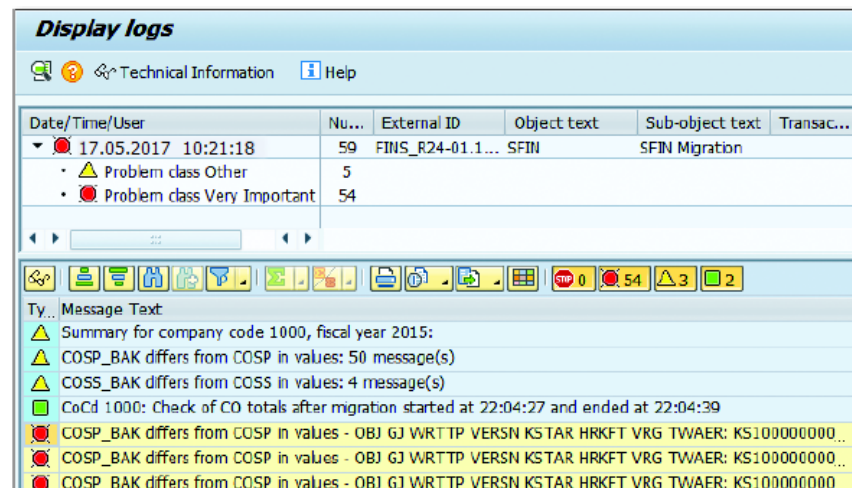 Display logs
Technical Information Help
Date/Time/User Nu... External ID Object text Sub-object text Transac...
17.05.2017 10:21:18 59 FINS_R24-01.1... SFIN SFIN Migration
Problem class Other 5
Problem class Very Important 54
STOP 0 54 3 2
Ty... Message Text
Summary for company code 1000, fiscal year 2015:
COSP_BAK differs from COSP in values: 50 message(s)
COSS_BAK differs from COSS in values: 4 message(s)
CoCd 1000: Check of CO totals after migration started at 22:04:27 and ended at 22:04:39
COSP_BAK differs from COSP in values - OBJ GJ WRTTP VERSN KSTAR HRKFT VRG TWAER: KS100000000...
COSP_BAK differs from COSP in values - OBJ GJ WRTTP VERSN KSTAR HRKFT VRG TWAER: KS100000000...
COSP_BAK differs from COSP in values - OBJ GJ WRTTP VERSN KSTAR HRKFT VRG TWAER: KS100000000